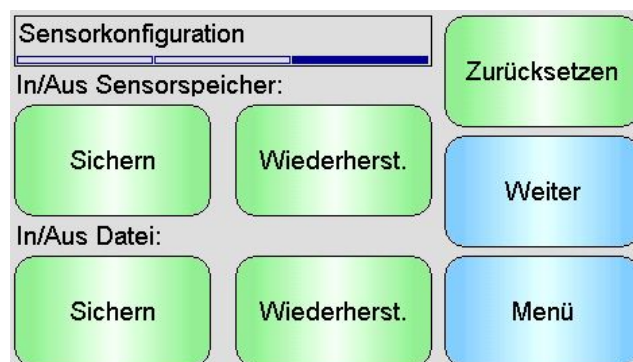 Sensorkonfiguration
Zurücksetzen
In/Aus Sensorspeicher:
Sichern
Wiederherst.
Weiter
In/Aus Datei:
Sichern
Wiederherst.
Menü